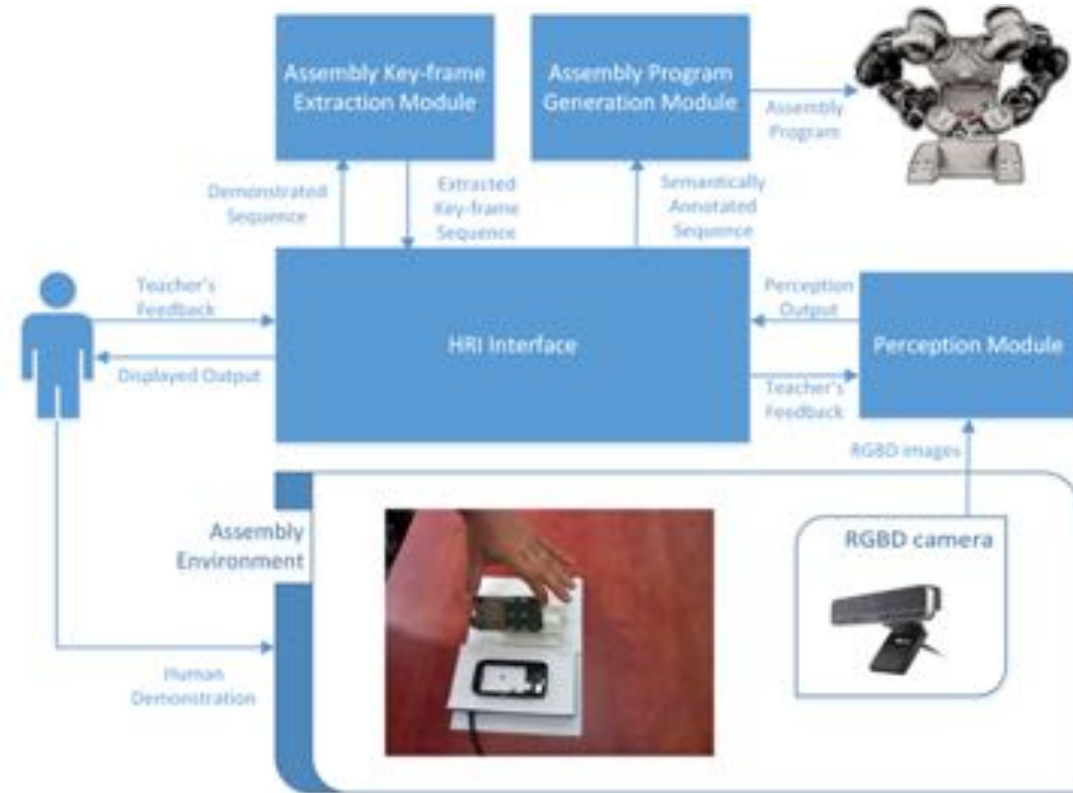 Assembly Key-frame
Extraction Module
Assembly Program
Generation Module
Assembly
Program
Demonstrated
Sequence
Extracted
Key-frame
Sequence
Semantically
Annotated
Sequence
Teacher's
Feedback
Displayed Output
HRI Interface
Perception
Output
Perception Module
Teacher's
Feedback
RGBD images
Assembly
Environment
RGBD camera
Human
Demonstration